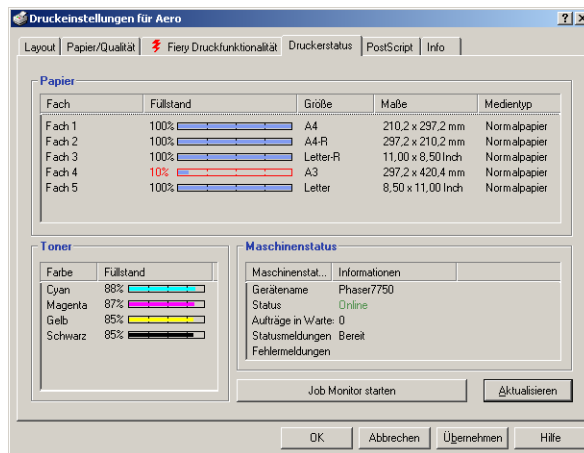 Druckeinstellungen für Aero
Layout Papier/Qualität Fiery Druckfunktionalität Druckerstatus PostScript Info
Papier
Fach Füllstand Größe Maße Medientyp
Fach 1 100% A4 210,2 x 297,2 mm Normalpapier
Fach 2 100% A4-R 297,2 x 210,2 mm Normalpapier
Fach 3 100% Letter-R 11,00 x 8,50 Inch Normalpapier
Fach 4 10% A3 297,2 x 420,4 mm Normalpapier
Fach 5 100% Letter 8,50 x 11,00 Inch Normalpapier
Toner
Farbe Füllstand
Cyan 88%
Magenta 87%
Gelb 85%
Schwarz 85%
Maschinenstatus
Maschinenstat... Informationen
Gerätename Phaser7750
Status Online
Aufträge in Warte: 0
Statusmeldungen Bereit
Fehlermeldungen
Job Monitor starten Aktualisieren
OK Abbrechen Übernehmen Hilfe